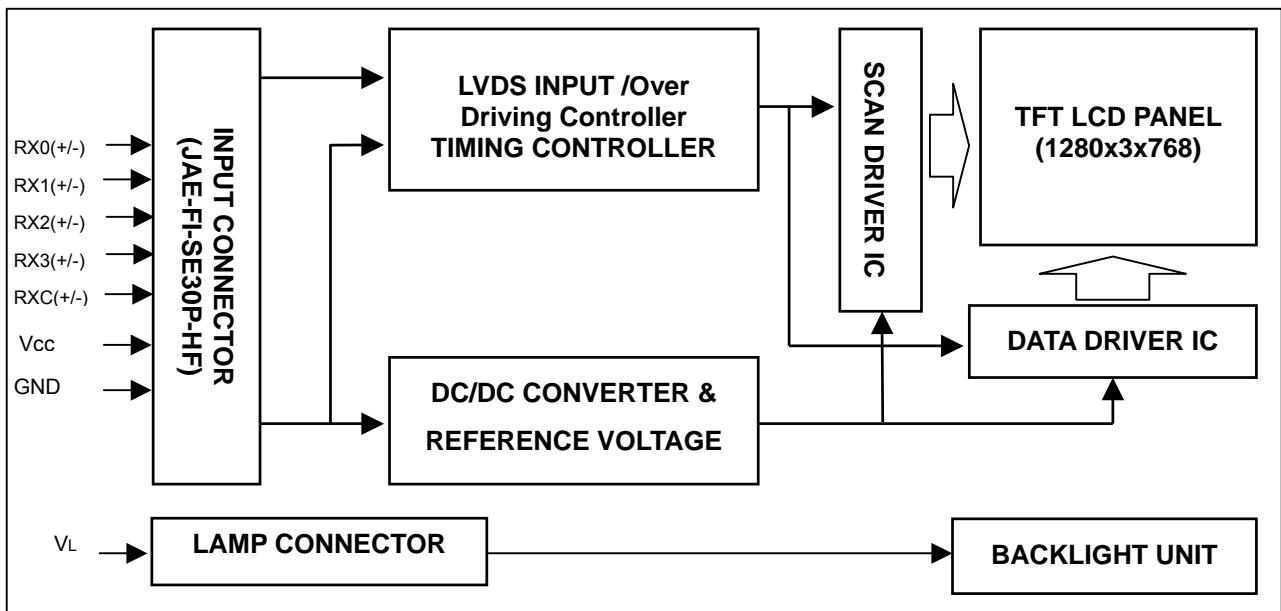 RX0(+/-)
RX1(+/-)
RX2(+/-)
RX3(+/-)
RXC(+/-)
Vcc
GND
INPUT CONNECTOR
(JAE-FI-SE30P-HF)
LVDS INPUT /Over
Driving Controller
TIMING CONTROLLER
DC/DC CONVERTER &
REFERENCE VOLTAGE
SCAN DRIVER IC
TFT LCD PANEL
(1280x3x768)
DATA DRIVER IC
VL
LAMP CONNECTOR
BACKLIGHT UNIT